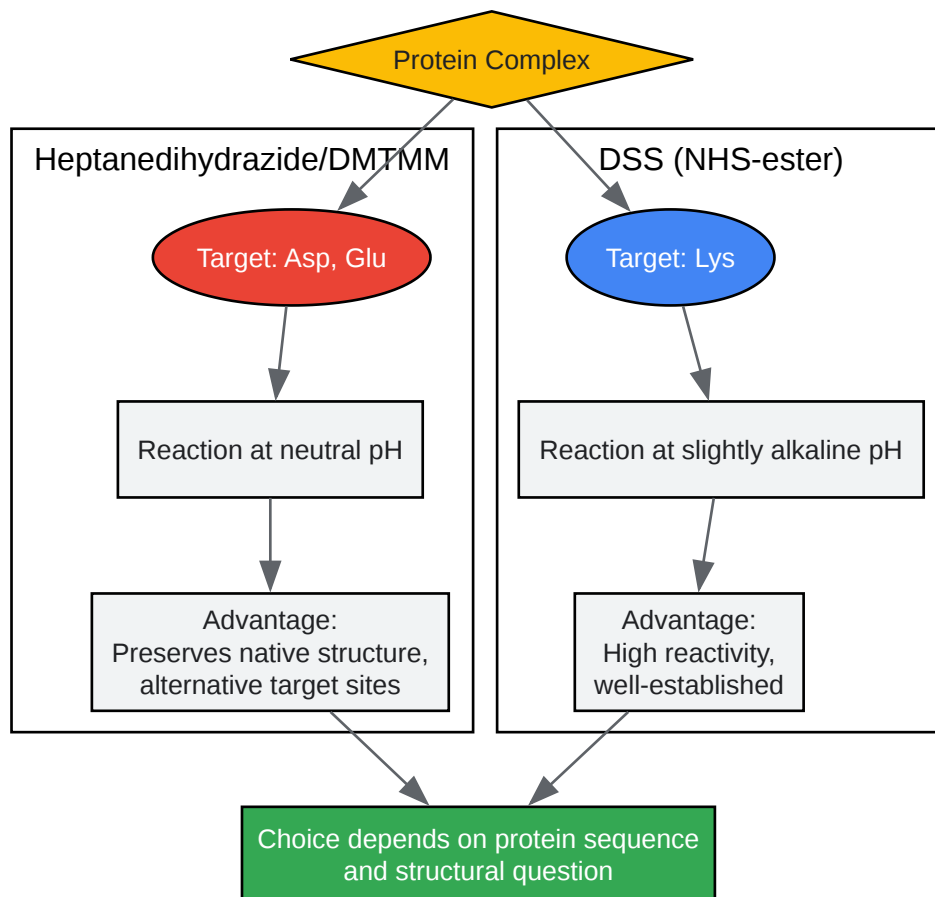 Protein Complex
Heptanedihydrazide/DMTMM
Target: Asp, Glu
Reaction at neutral pH
Advantage:
Preserves native structure,
alternative target sites
DSS (NHS-ester)
Target: Lys
Reaction at slightly alkaline pH
Advantage:
High reactivity,
well-established
Choice depends on protein sequence
and structural question